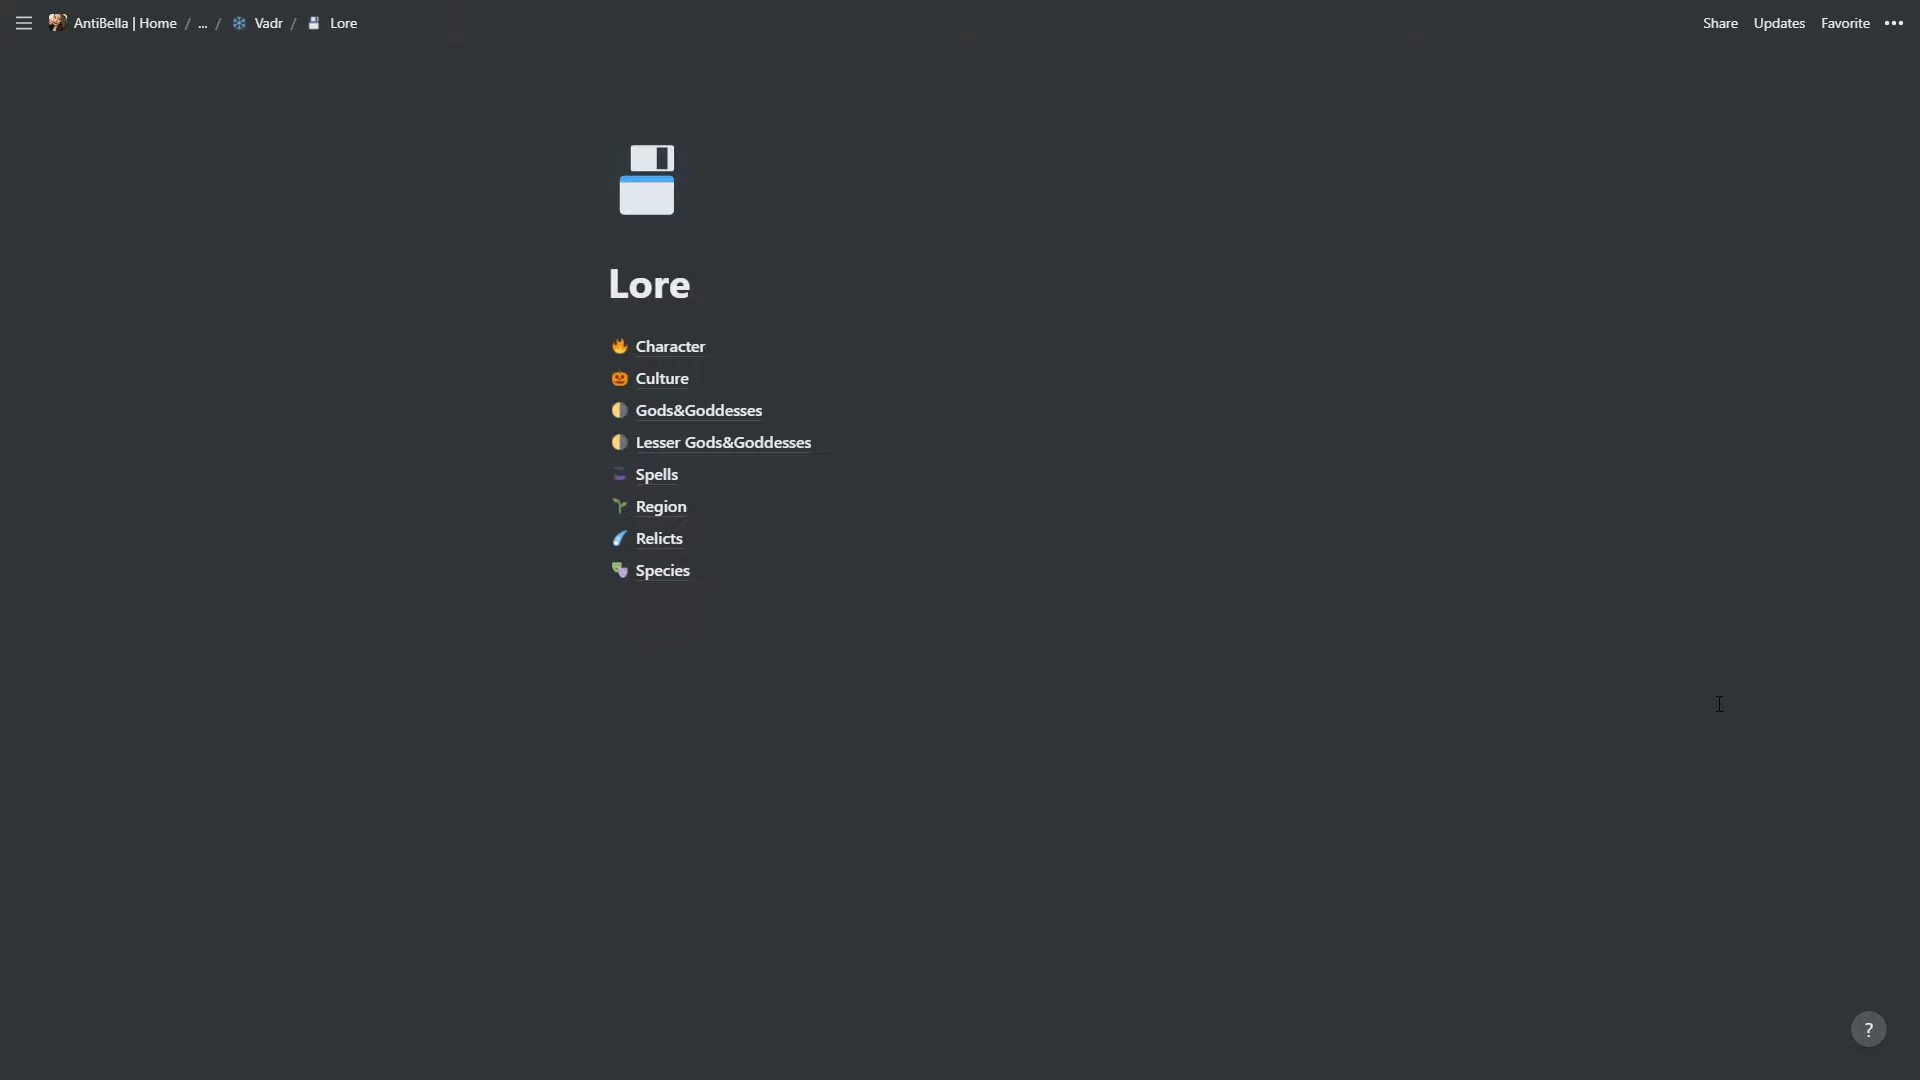 AntiBella | Home / ... / Vadr / Lore
Share Updates Favorite •••
Lore
Character
Culture
Gods&Goddesses
Lesser Gods&Goddesses
Spells
Region
Relicts
Species
?